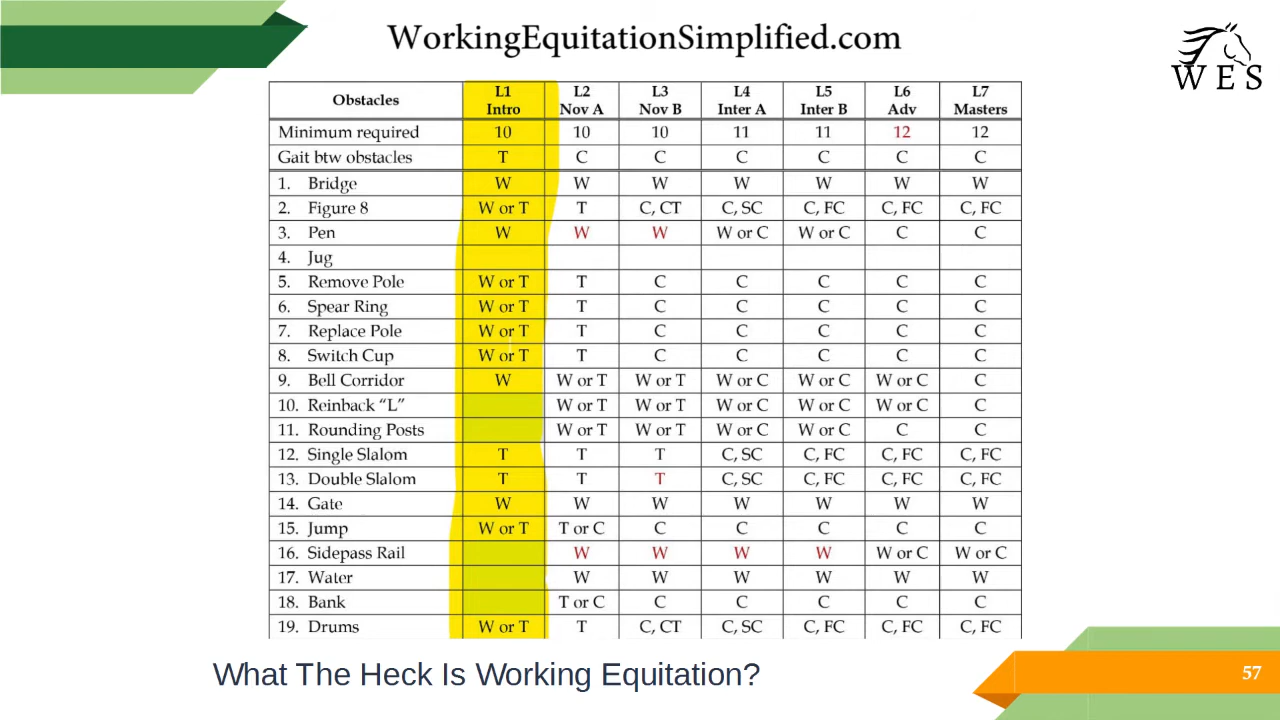 WorkingEquitationSimplified.com
WES
Obstacles L1 Intro L2 Nov A L3 Nov B L4 Inter A L5 Inter B L6 Adv L7 Masters
Minimum required 10 10 10 11 11 12 12
Gait btw obstacles T C C C C C C
1. Bridge W W W W W W W
2. Figure 8 W or T T C, CT C, SC C, FC C, FC C, FC
3. Pen W W W W or C W or C C C
4. Jug
5. Remove Pole W or T T C C C C C
6. Spear Ring W or T T C C C C C
7. Replace Pole W or T T C C C C C
8. Switch Cup W or T T C C C C C
9. Bell Corridor W W or T W or T W or C W or C W or C C
10. Reinback “L” W or T W or T W or C W or C W or C C
11. Rounding Posts W or T W or T W or C W or C C C
12. Single Slalom T T T C, SC C, FC C, FC C, FC
13. Double Slalom T T T C, SC C, FC C, FC C, FC
14. Gate W W W W W W W
15. Jump W or T T or C C C C C C
16. Sidepass Rail W W W W W or C W or C
17. Water W W W W W W
18. Bank T or C C C C C C
19. Drums W or T T C, CT C, SC C, FC C, FC C, FC
What The Heck Is Working Equitation?
57